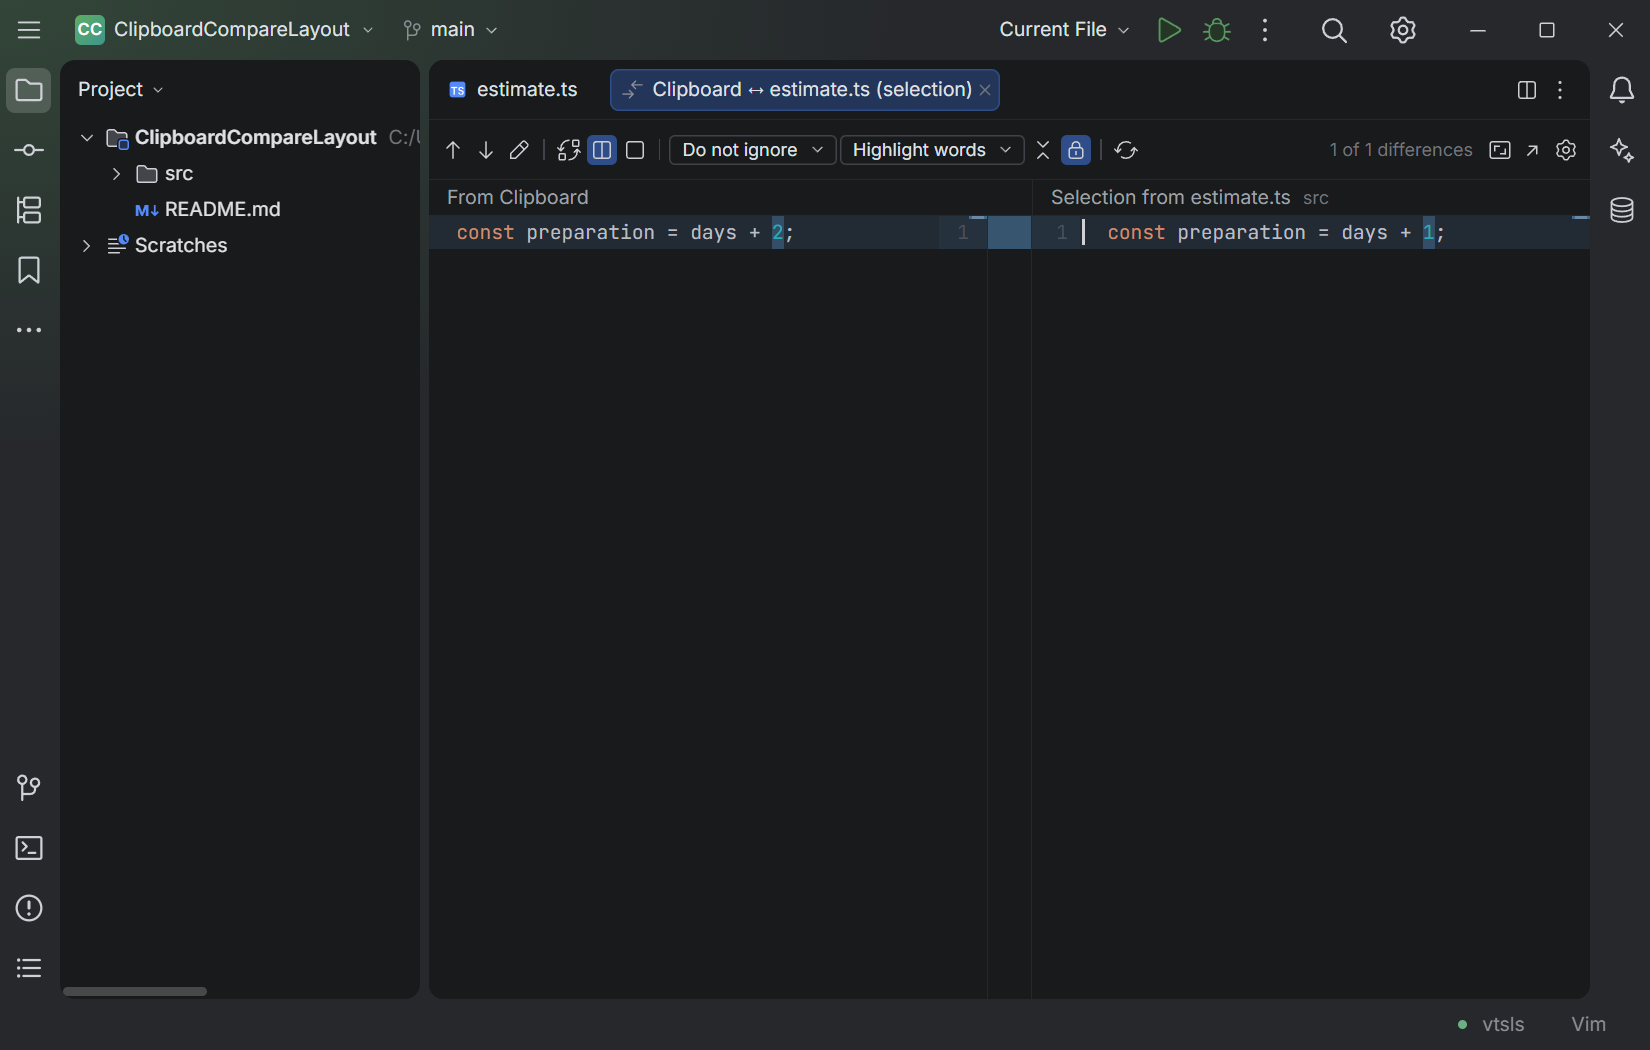 CC ClipboardCompareLayout main Current File
Project
ClipboardCompareLayout C:/
src
M↓ README.md
Scratches
TS estimate.ts Clipboard ↔ estimate.ts (selection)
Do not ignore Highlight words 1 of 1 differences
From Clipboard Selection from estimate.ts src
const preparation = days + 2; 1 1 const preparation = days + 1;
vtsls Vim